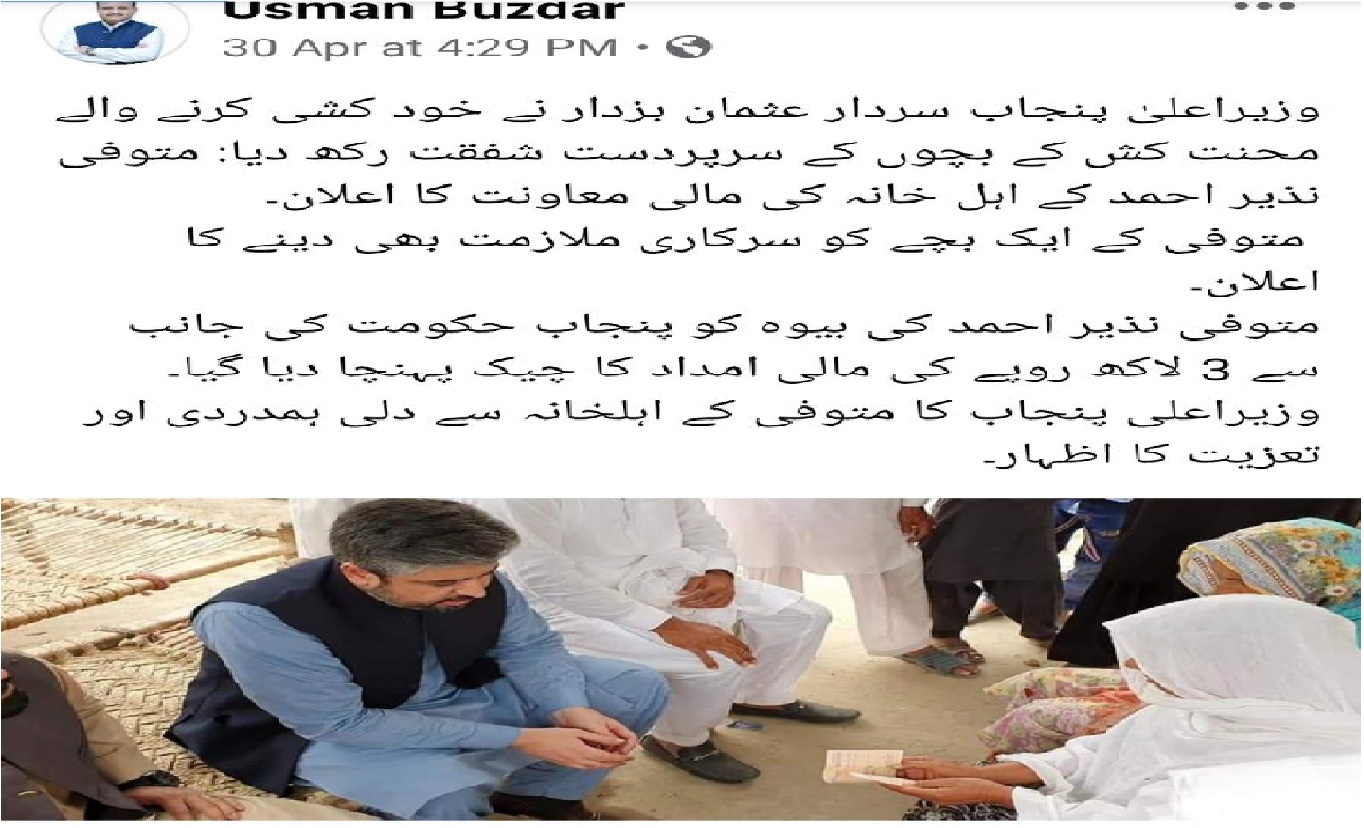 Usman Buzdar
30 Apr at 4:29 PM ·
وزیراعلیٰ پنجاب سردار عثمان بزدار نے خود کشی کرنے والے
محنت کش کے بچوں کے سرپردست شفقت رکھ دیا: متوفی
نذیر احمد کے اہل خانہ کی مالی معاونت کا اعلان۔
متوفی کے ایک بچے کو سرکاری ملازمت بھی دینے کا
اعلان۔
متوفی نذیر احمد کی بیوہ کو پنجاب حکومت کی جانب
سے 3 لاکھ روپے کی مالی امداد کا چیک پہنچا دیا گیا۔
وزیراعلی پنجاب کا متوفی کے اہلخانہ سے دلی ہمدردی اور
تعزیت کا اظہار۔